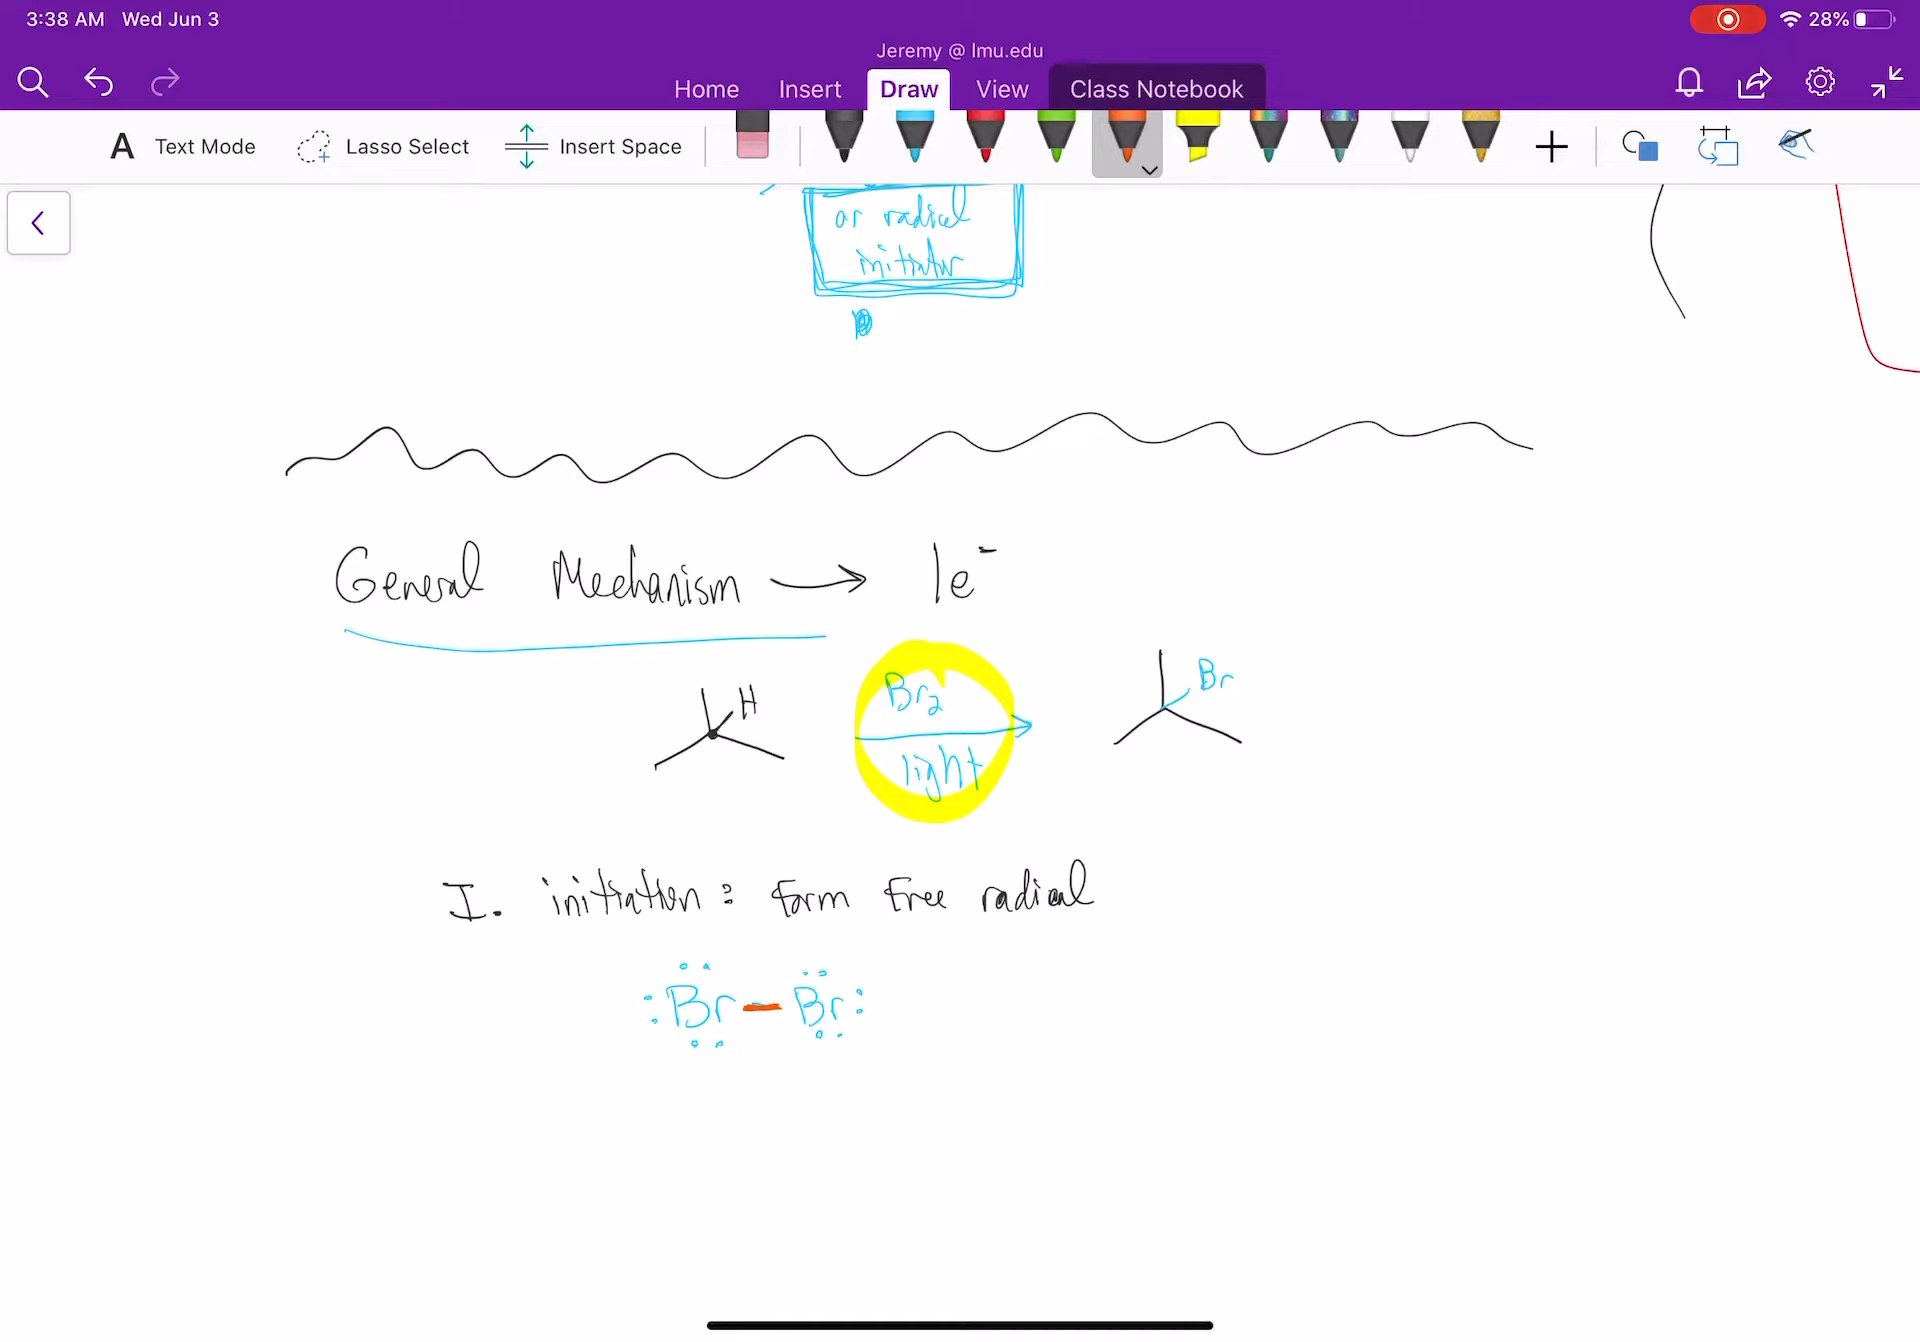 3:38 AM Wed Jun 3
28%
Jeremy @ lmu.edu
Home Insert Draw View Class Notebook
A Text Mode Lasso Select Insert Space
or radical
initiator
General Mechanism → 1e⁻
H Br₂ Br
light
I. initiation: Form Free radical
:Br-Br: